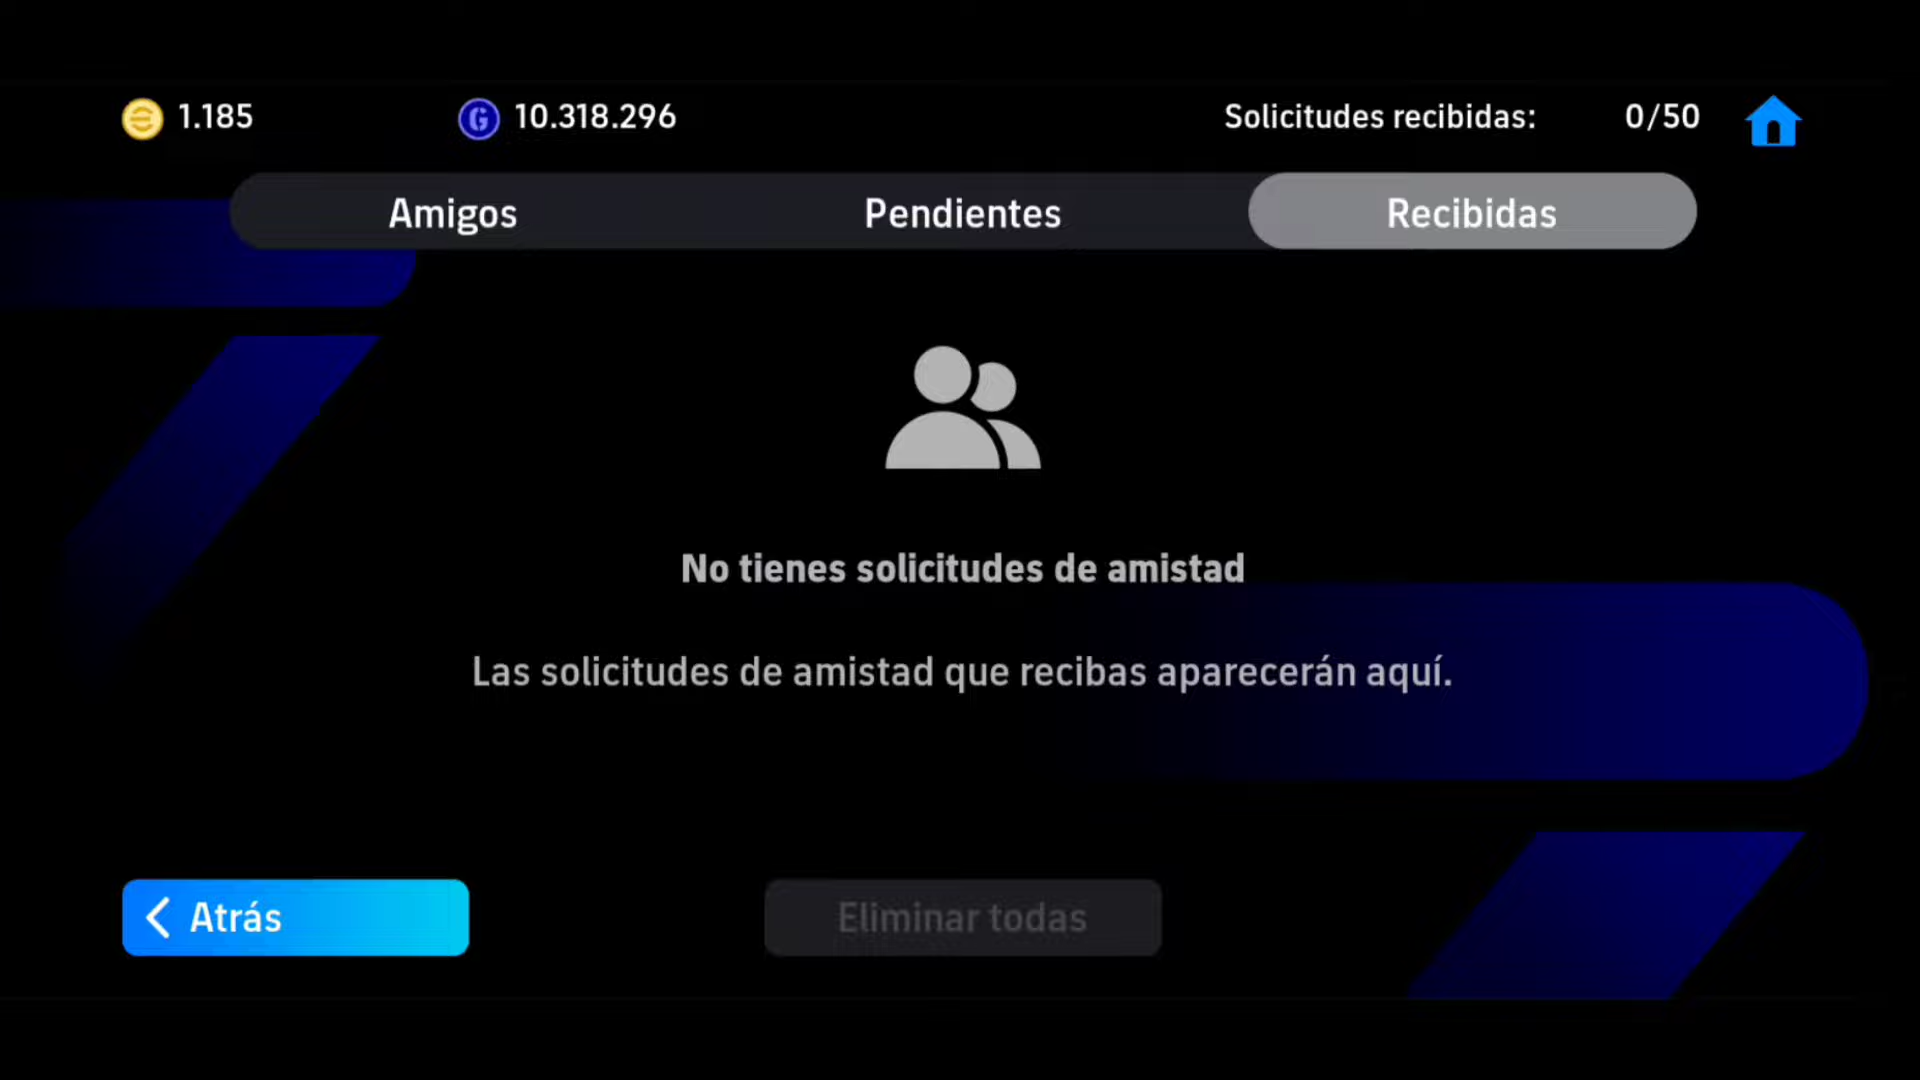 1.185
10.318.296
Solicitudes recibidas: 0/50
Amigos
Pendientes
Recibidas
No tienes solicitudes de amistad
Las solicitudes de amistad que recibas aparecerán aquí.
Atrás
Eliminar todas